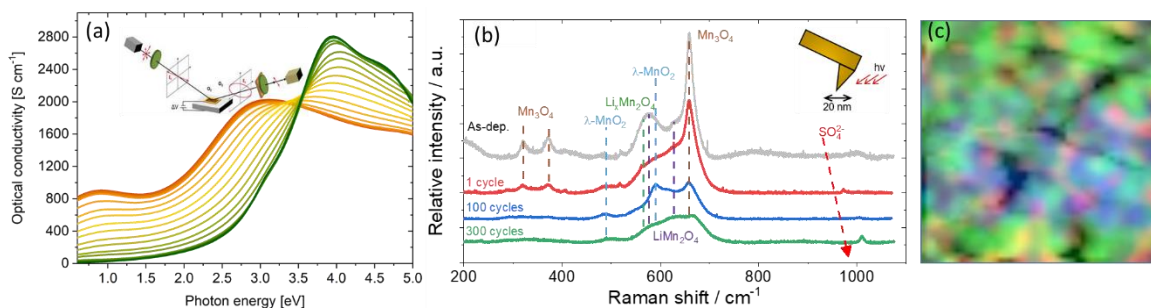 (a)
Optical conductivity [S cm⁻¹]
2800
2400
2000
1600
1200
800
400
0
1.0 1.5 2.0 2.5 3.0 3.5 4.0 4.5 5.0
Photon energy [eV]
ΔV
(b)
Relative intensity / a.u.
Mn₃O₄
λ-MnO₂
LiₓMn₂O₄
Mn₃O₄
λ-MnO₂
As-dep.
1 cycle
100 cycles
300 cycles
LiMn₂O₄
hν
20 nm
SO₄²⁻
200 400 600 800 1000
Raman shift / cm⁻¹
(c)